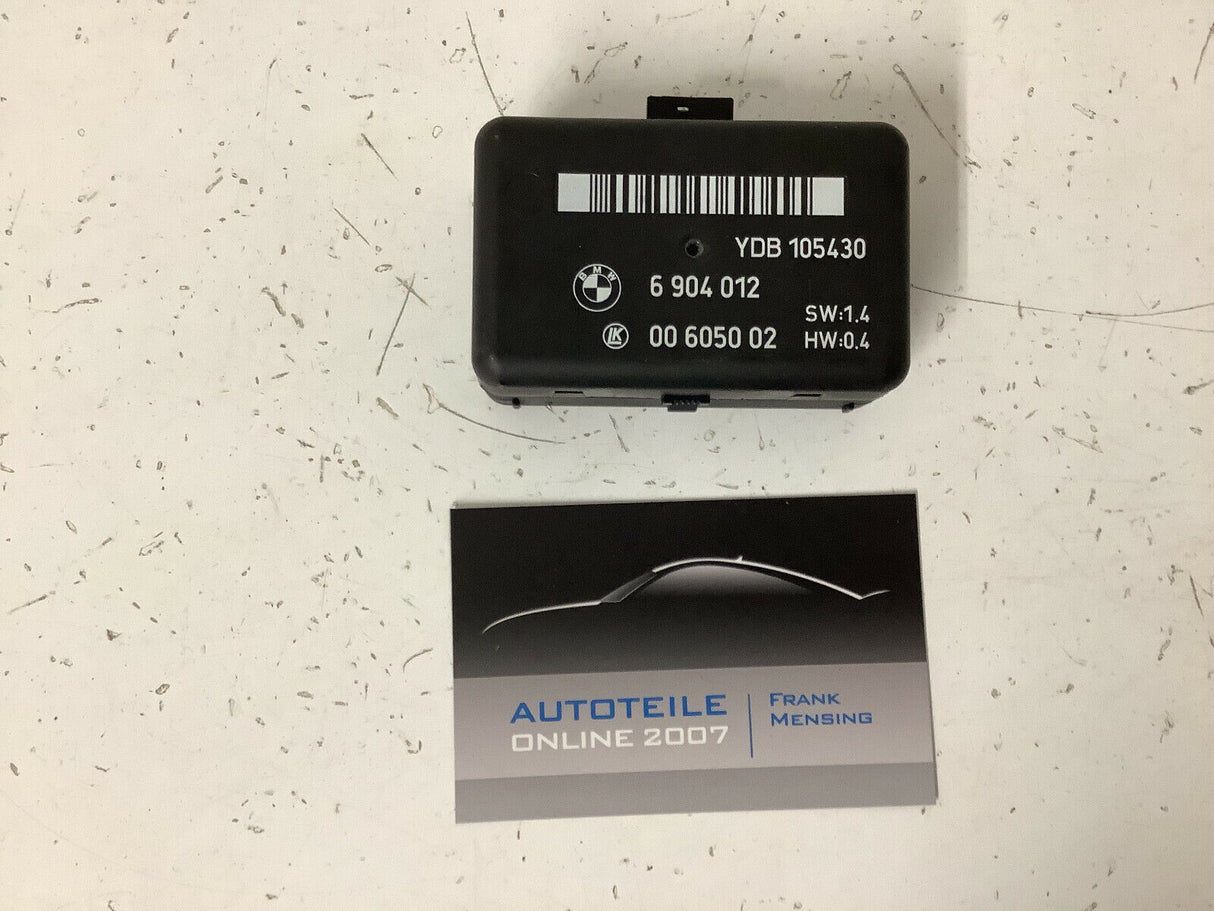 YDB 105430
BMW
6 904 012
SW:1.4
LK
00 6050 02
HW:0.4
AUTOTEILE
ONLINE 2007
FRANK
MENSING